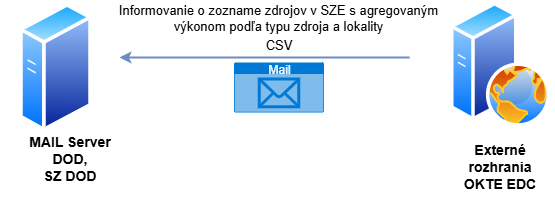 Informovanie o zozname zdrojov v SZE s agregovaným
výkonom podľa typu zdroja a lokality
CSV
Mail
MAIL Server
DOD,
SZ DOD
Externé
rozhrania
OKTE EDC